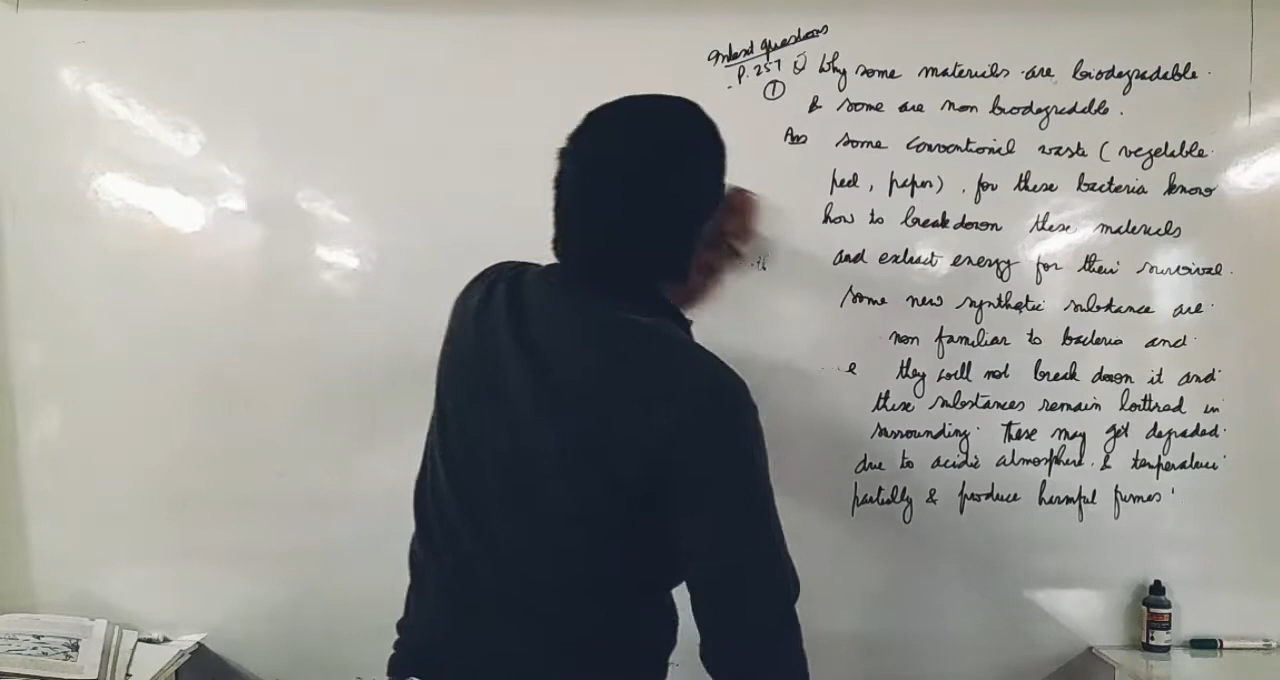 Intext questions
P. 257 Q Why some materials are biodegradable.
①
& some are non biodegradable.
Ans some conventional waste ( vegetable
peel, paper) , for these bacteria know
how to break down these materials
and extract energy for their survival.
some new synthetic substance are
non familiar to bacteria and
they will not break down it and
these substances remain in
surrounding. These may get degraded
due to acidic atmosphere & temperature
partially & produce harmful fumes